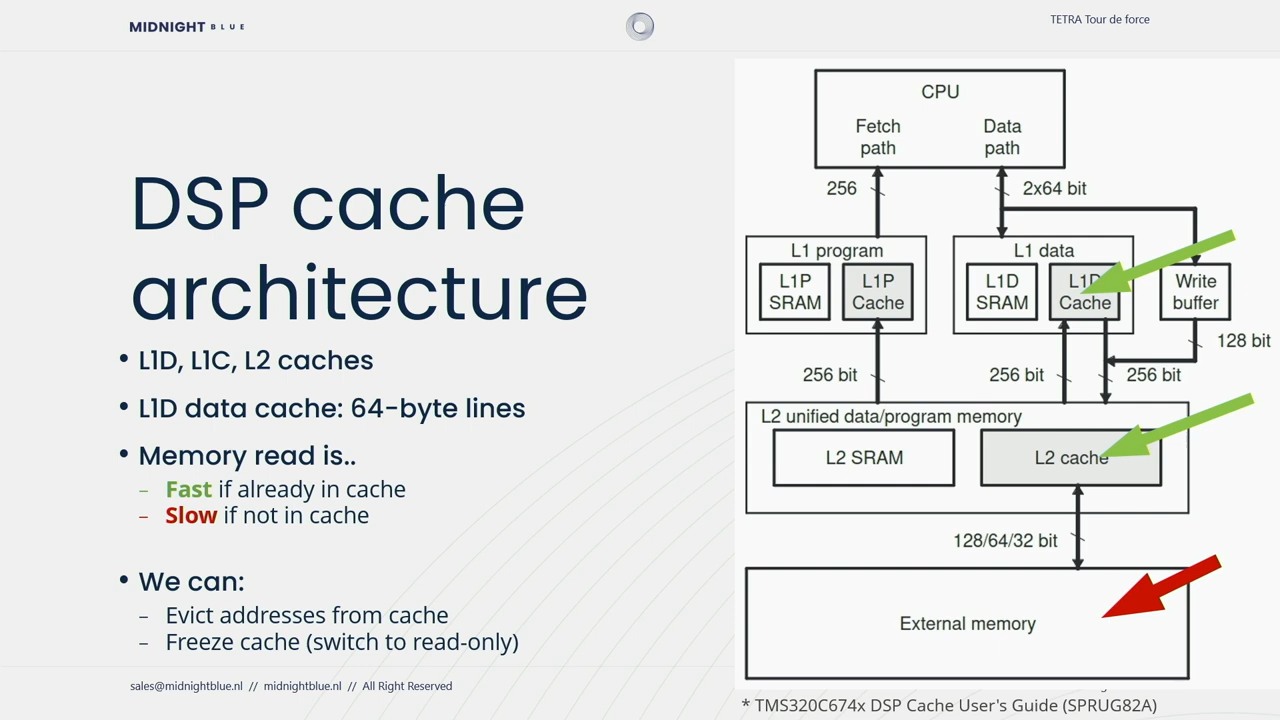 MIDNIGHT BLUE
TETRA Tour de force
DSP cache
architecture
• L1D, L1C, L2 caches
• L1D data cache: 64-byte lines
• Memory read is..
– Fast if already in cache
– Slow if not in cache
• We can:
– Evict addresses from cache
– Freeze cache (switch to read-only)
CPU
Fetch
path
Data
path
256
2x64 bit
L1 program
L1P
SRAM
L1P
Cache
L1 data
L1D
SRAM
L1D
Cache
Write
buffer
128 bit
256 bit
256 bit
256 bit
L2 unified data/program memory
L2 SRAM
L2 cache
128/64/32 bit
External memory
sales@midnightblue.nl // midnightblue.nl // All Right Reserved
* TMS320C674x DSP Cache User's Guide (SPRUG82A)